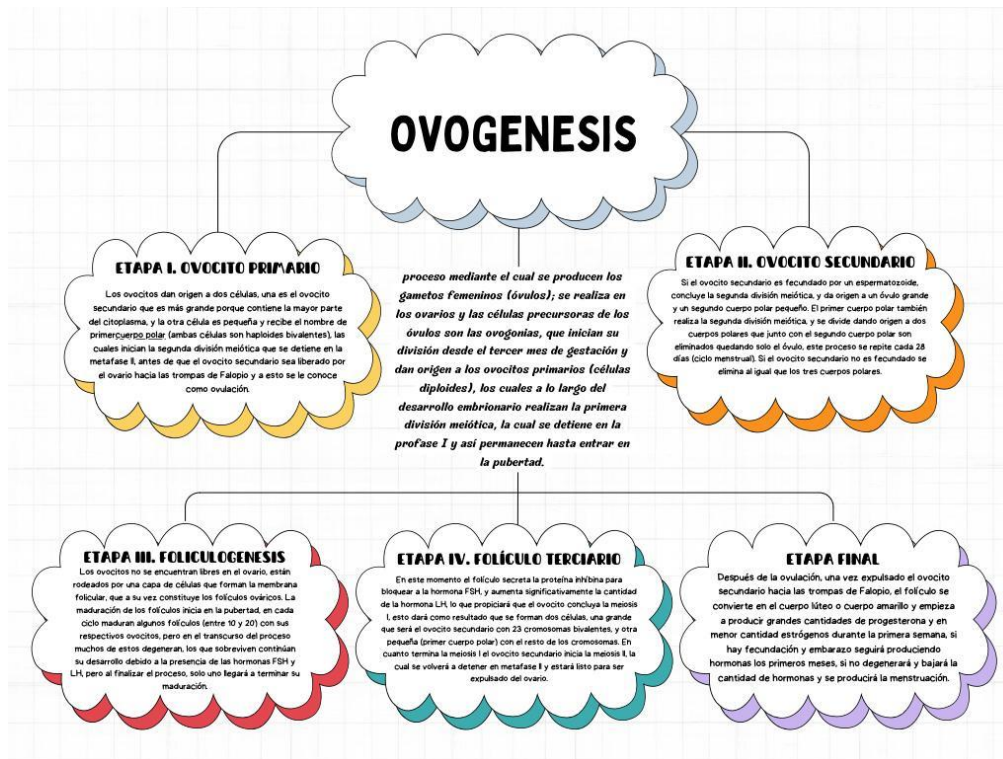 OVOGENESIS
ETAPA I. OVOCITO PRIMARIO
Los ovocitos dan origen a dos células, una es el ovocito
secundario que es más grande porque contiene la mayor parte
del citoplasma, y la otra célula es pequeña y recibe el nombre de
primercuerpo polar (ambas células son haploides bivalentes), las
cuales inician la segunda división meiótica que se detiene en la
metafase II, antes de que el ovocito secundario sea liberado por
el ovario hacia las trompas de Falopio y a esto se le conoce
como ovulación.
proceso mediante el cual se producen los
gametos femeninos (óvulos); se realiza en
los ovarios y las células precursoras de los
óvulos son las ovogonias, que inician su
división desde el tercer mes de gestación y
dan origen a los ovocitos primarios (células
diploides), los cuales a lo largo del
desarrollo embrionario realizan la primera
división meiótica, la cual se detiene en la
profase I y así permanecen hasta entrar en
la pubertad.
ETAPA II. OVOCITO SECUNDARIO
Si el ovocito secundario es fecundado por un espermatozoide,
concluye la segunda división meiótica, y da origen a un óvulo grande
y un segundo cuerpo polar pequeño. El primer cuerpo polar también
realiza la segunda división meiótica, y se divide dando origen a dos
cuerpos polares que junto con el segundo cuerpo polar son
eliminados quedando solo el óvulo, este proceso se repite cada 28
días (ciclo menstrual). Si el ovocito secundario no es fecundado se
elimina al igual que los tres cuerpos polares.
ETAPA III. FOLICULOGENESIS
Los ovocitos no se encuentran libres en el ovario, están
rodeados por una capa de células que forman la membrana
folicular, que a su vez constituye los folículos ováricos. La
maduración de los folículos inicia en la pubertad, en cada
ciclo maduran algunos folículos (entre 10 y 20) con sus
respectivos ovocitos, pero en el transcurso del proceso
muchos de estos degeneran, los que sobreviven continúan
su desarrollo debido a la presencia de las hormonas FSH y
LH, pero al finalizar el proceso, solo uno llegará a terminar su
maduración.
ETAPA IV. FOLÍCULO TERCIARIO
En este momento el folículo secreta la proteína inhibina para
bloquear a la hormona FSH, y aumenta significativamente la cantidad
de la hormona LH, lo que propiciará que el ovocito concluya la meiosis
I, esto dará como resultado que se forman dos células, una grande
que será el ovocito secundario con 23 cromosomas bivalentes, y otra
pequeña (primer cuerpo polar) con el resto de los cromosomas. En
cuanto termina la meiosis I el ovocito secundario inicia la meiosis II, la
cual se volverá a detener en metafase II y estará listo para ser
expulsado del ovario.
ETAPA FINAL
Después de la ovulación, una vez expulsado el ovocito
secundario hacia las trompas de Falopio, el folículo se
convierte en el cuerpo lúteo o cuerpo amarillo y empieza
a producir grandes cantidades de progesterona y en
menor cantidad estrógenos durante la primera semana, si
hay fecundación y embarazo seguirá produciendo
hormonas los primeros meses, si no degenerará y bajará la
cantidad de hormonas y se producirá la menstruación.